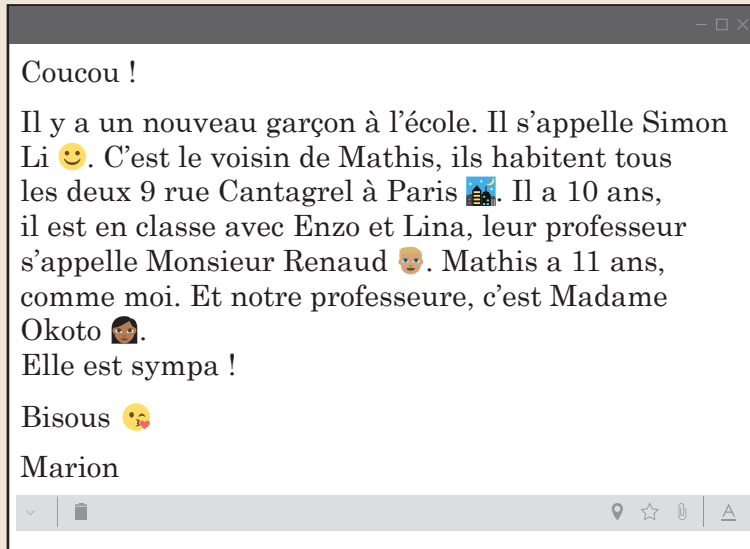 Coucou !
Il y a un nouveau garçon à l’école. Il s’appelle Simon
Li 🙂. C’est le voisin de Mathis, ils habitent tous
les deux 9 rue Cantagrel à Paris 🌃. Il a 10 ans,
il est en classe avec Enzo et Lina, leur professeur
s’appelle Monsieur Renaud 👨🏼‍🦲. Mathis a 11 ans,
comme moi. Et notre professeure, c’est Madame
Okoto 👩🏾.
Elle est sympa !
Bisous 😘
Marion
A